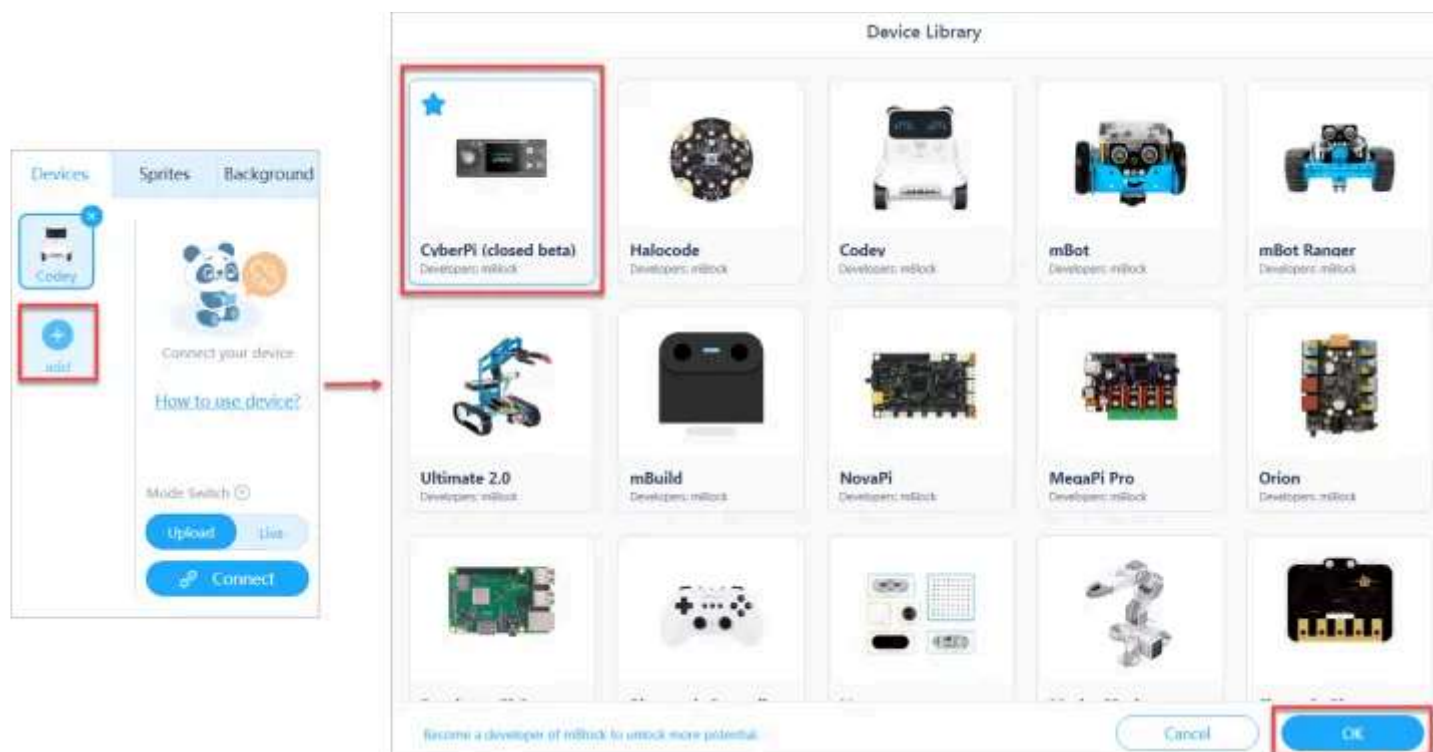 Devices Sprites Background
Codey
add
Connect your device
How to use device?
Mode Switch
Upload Live
Connect
Device Library
CyberPi (closed beta) Halocode Codey mBot mBot Ranger
Developers: mBlock Developers: mBlock Developers: mBlock Developers: mBlock Developers: mBlock
Ultimate 2.0 mBuild NovaPi MegaPi Pro Orion
Developers: mBlock Developers: mBlock Developers: mBlock Developers: mBlock Developers: mBlock
Become a developer of mBlock to unlock more potential.
Cancel OK